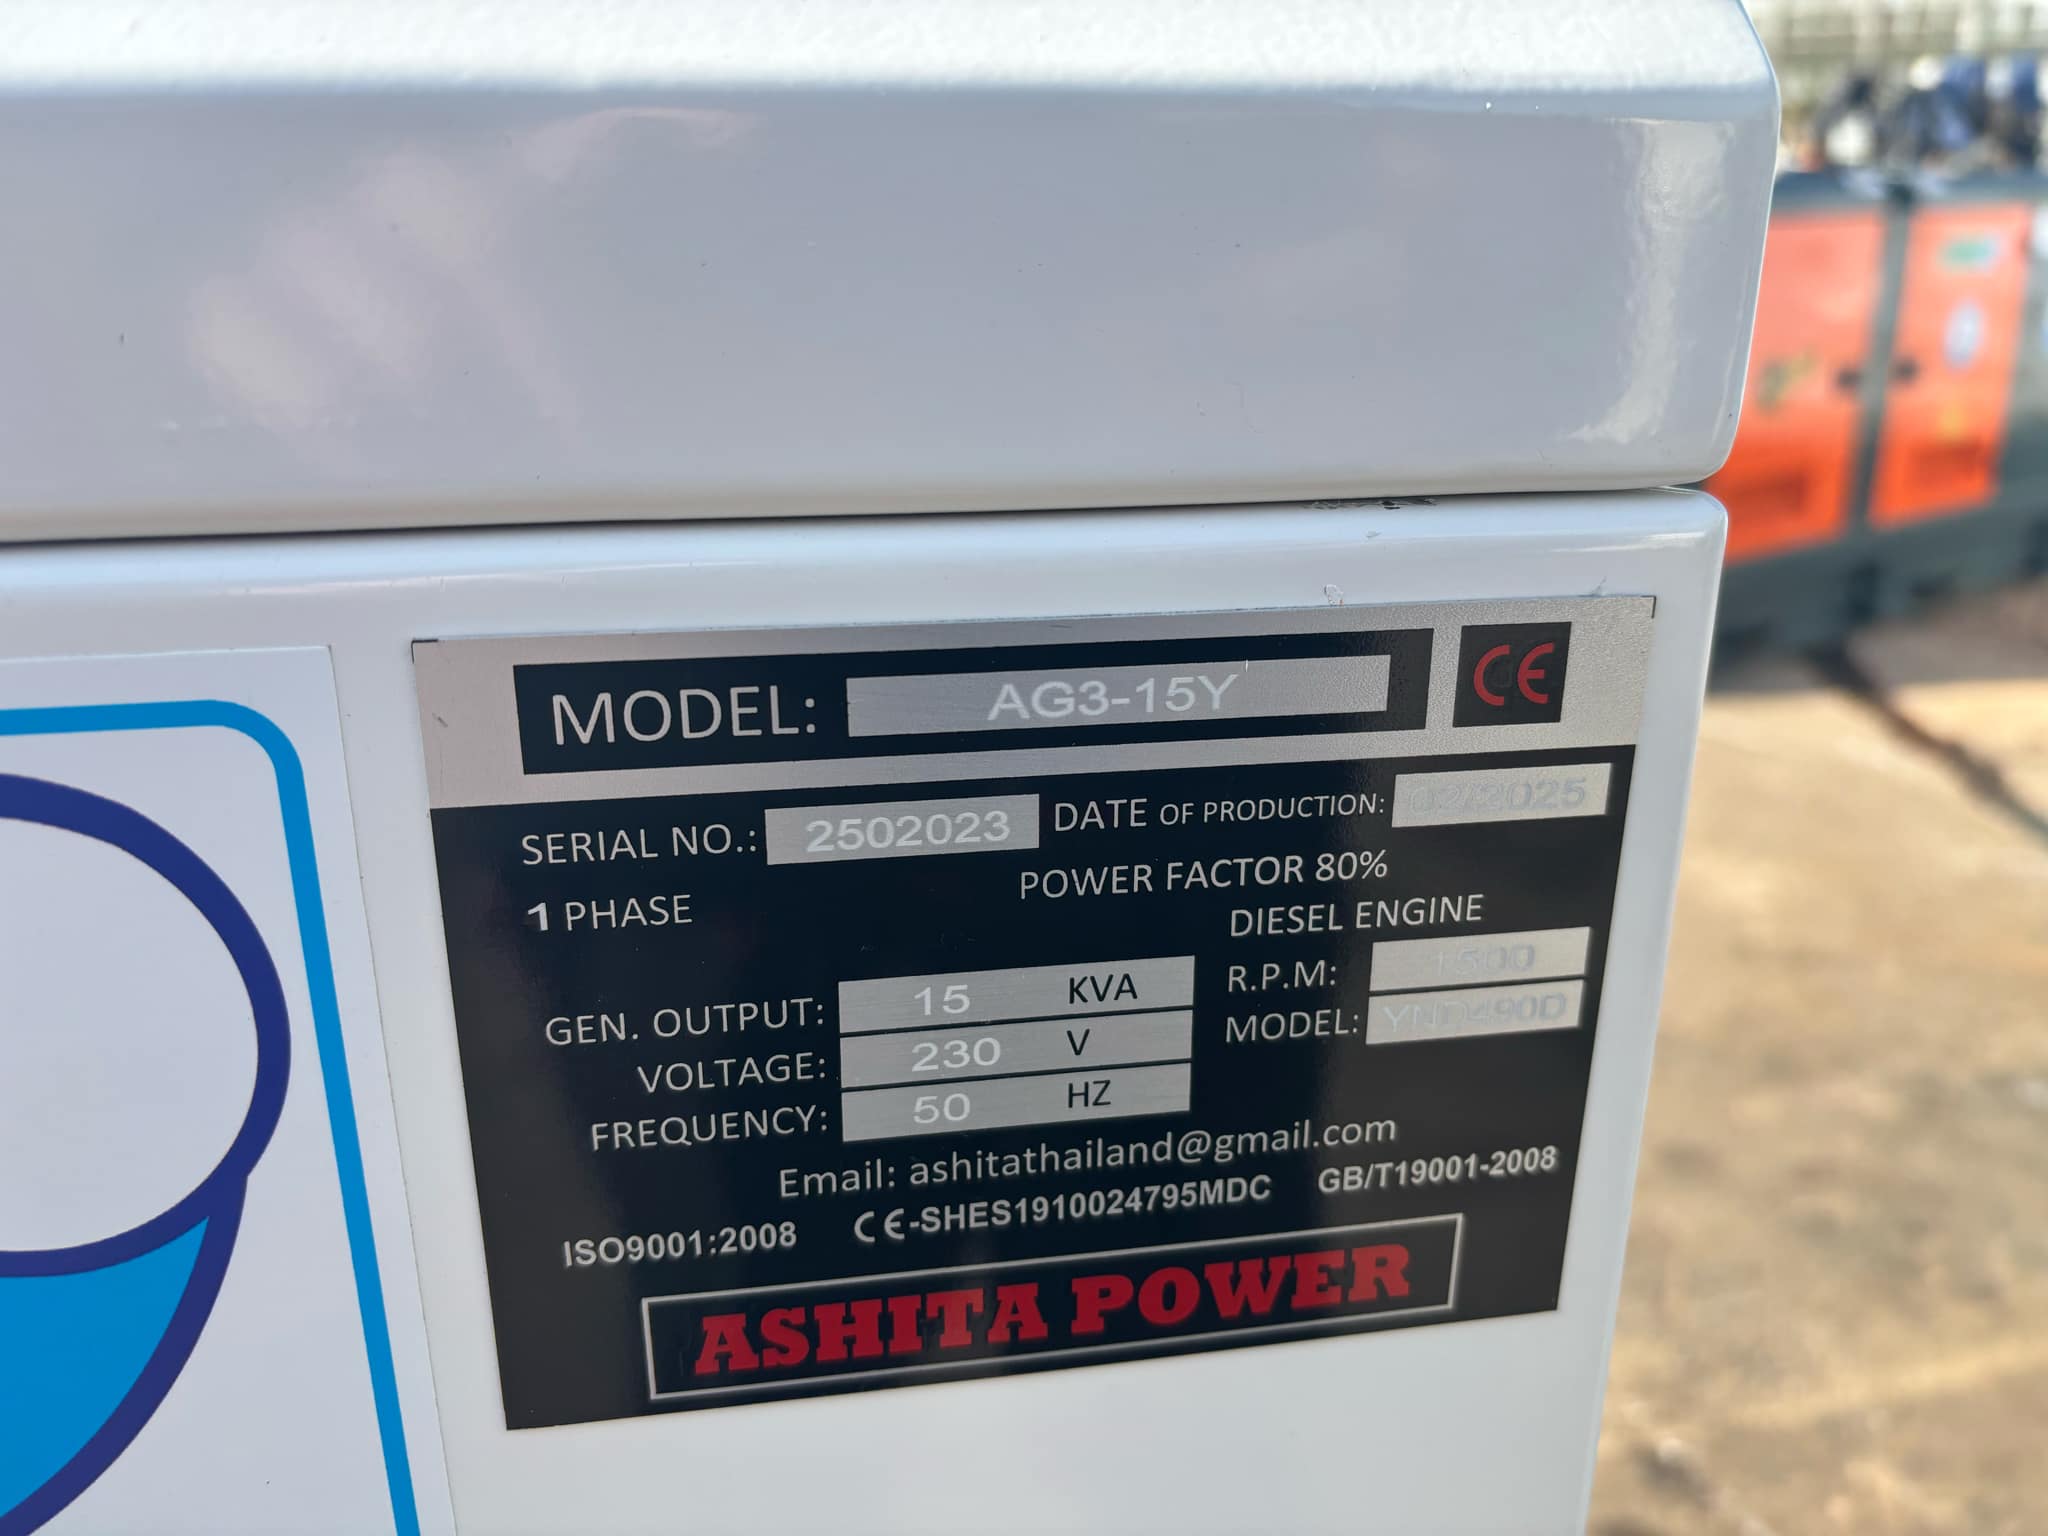 MODEL: AG3-15Y CE
SERIAL NO.: 2502023 DATE OF PRODUCTION: 02/2025
POWER FACTOR 80%
1 PHASE
DIESEL ENGINE
GEN. OUTPUT: 15 KVA R.P.M: 1500
VOLTAGE: 230 V MODEL: YND490D
FREQUENCY: 50 HZ
Email: ashitathailand@gmail.com
ISO9001:2008 CE-SHES1910024795MDC GB/T19001-2008
ASHITA POWER